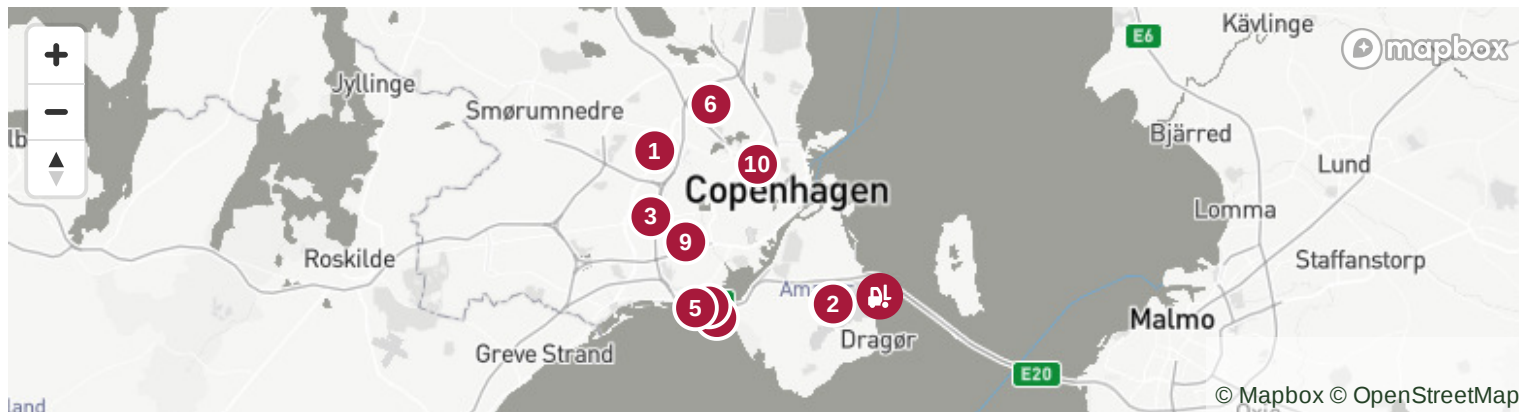 Kävlinge
E6
mapbox
Jyllinge
Smørumnedre
6
Bjärred
1
10
Lund
Copenhagen
3
Lomma
9
Roskilde
Staffanstorp
5
2
Malmo
Dragør
Greve Strand
E20
© Mapbox © OpenStreetMap